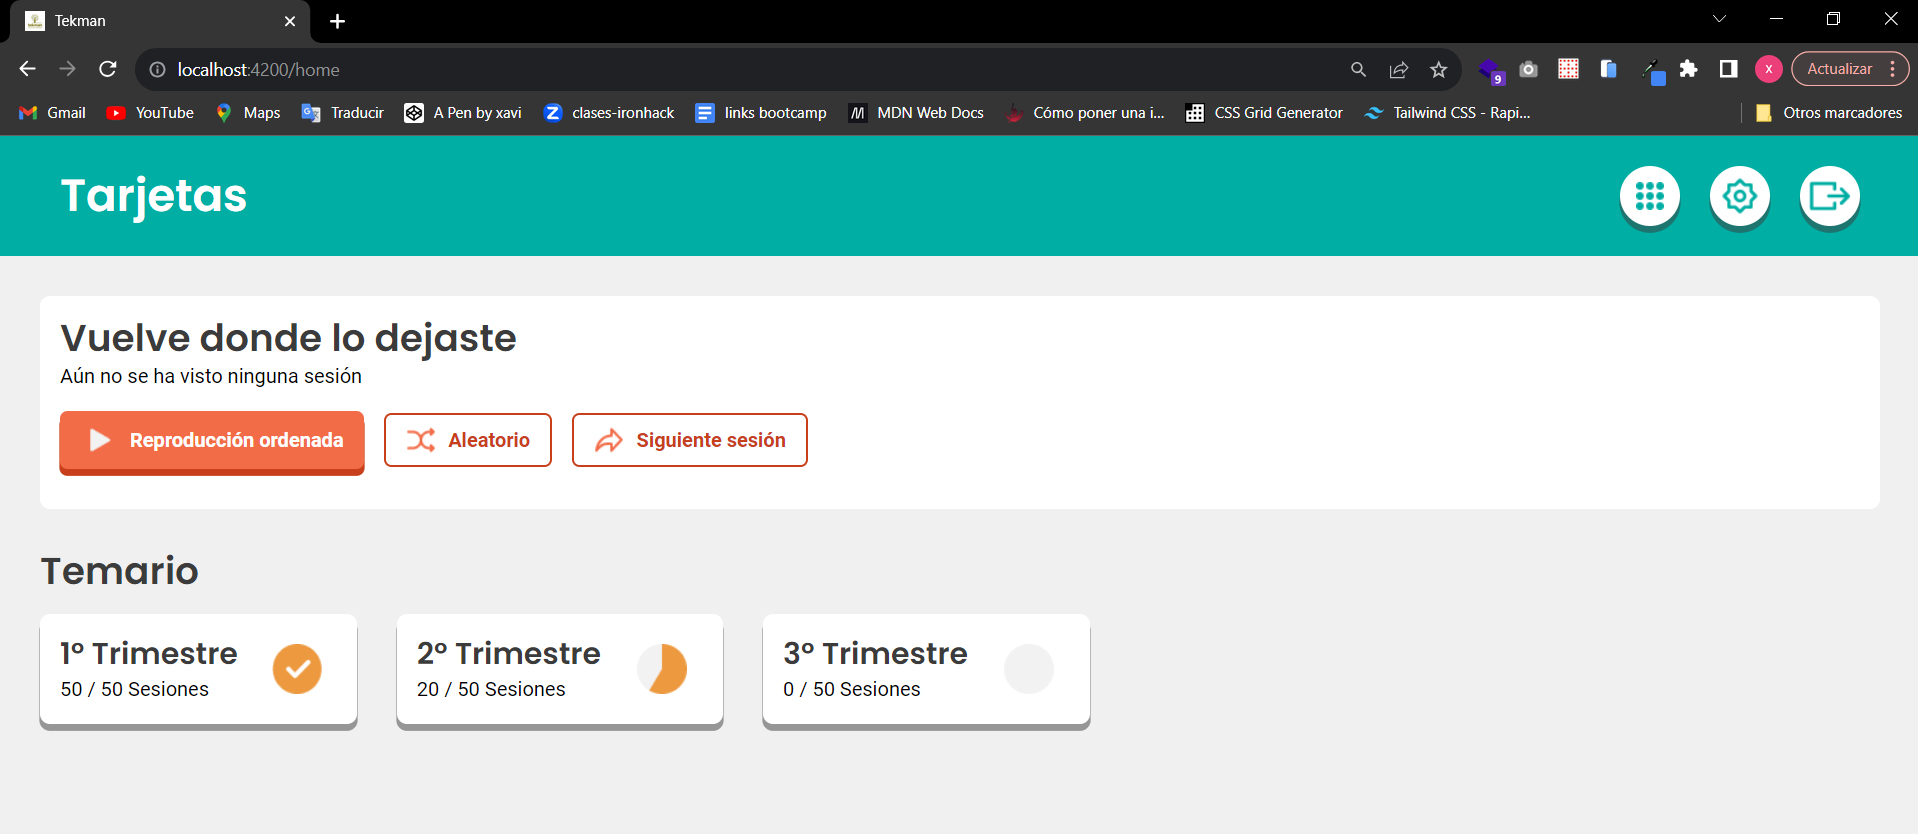 Tekman
localhost:4200/home
9
x
Actualizar
Gmail
YouTube
Maps
Traducir
A Pen by xavi
clases-ironhack
links bootcamp
MDN Web Docs
Cómo poner una i...
CSS Grid Generator
Tailwind CSS - Rapi...
Otros marcadores
Tarjetas
Vuelve donde lo dejaste
Aún no se ha visto ninguna sesión
Reproducción ordenada
Aleatorio
Siguiente sesión
Temario
1º Trimestre
50 / 50 Sesiones
2º Trimestre
20 / 50 Sesiones
3º Trimestre
0 / 50 Sesiones